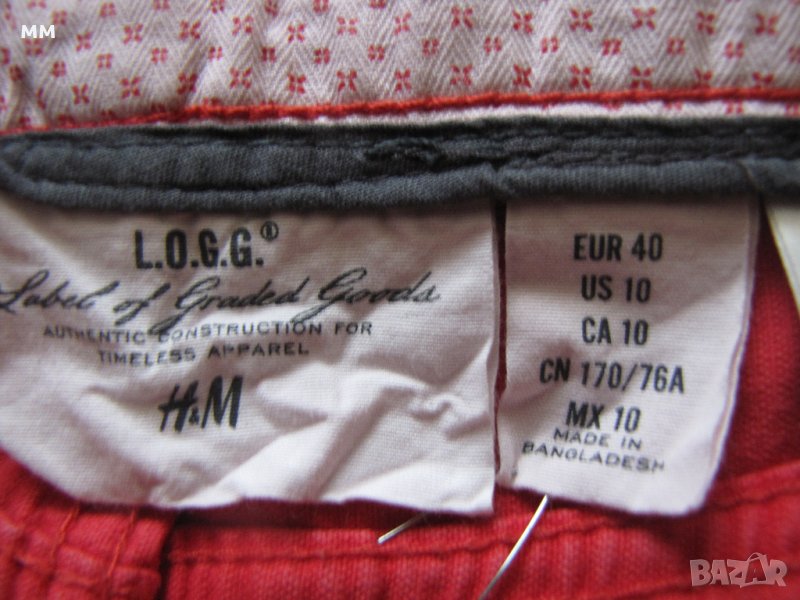 MM
L.O.G.G.®
Label of Graded Goods
AUTHENTIC CONSTRUCTION FOR
TIMELESS APPAREL
H&M
EUR 40
US 10
CA 10
CN 170/76A
MX 10
MADE IN
BANGLADESH
BAZAR